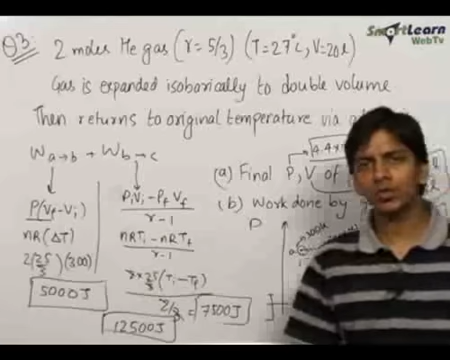 SmartLearn
WebTv
Q3. 2 moles He gas (r = 5/3) (T=27°C, V=20l)
Gas is expanded isobarically to double volume
Then returns to original temperature via
Wa→b + Wb→c
(a) Final P, V of
(b) Work done by
P(Vf-Vi)
nR(ΔT)
2(25/3)(300)
5000J
PiVi - PfVf
r-1
nRTi - nRTf
r-1
2×25/3 (Ti-Tf)
2/3
= 7500J
12500J
P
a
300k